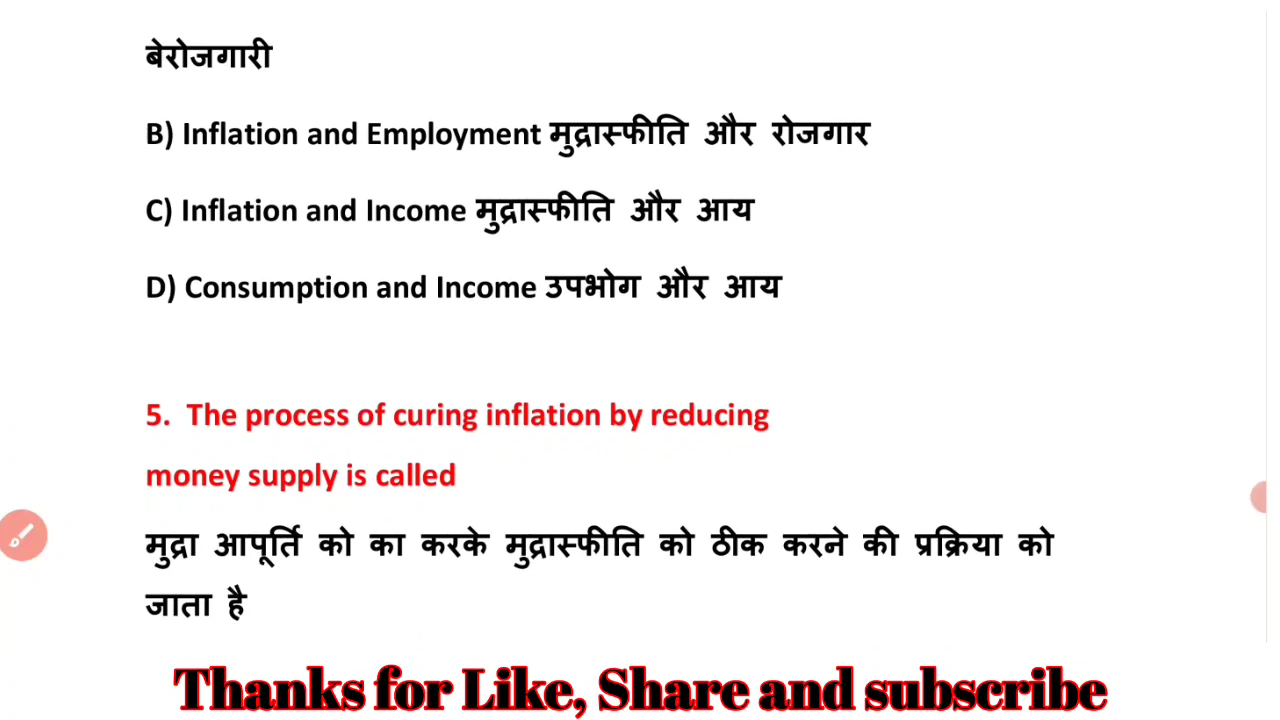 बेरोजगारी
B) Inflation and Employment मुद्रास्फीति और रोजगार
C) Inflation and Income मुद्रास्फीति और आय
D) Consumption and Income उपभोग और आय
5. The process of curing inflation by reducing
money supply is called
मुद्रा आपूर्ति को का करके मुद्रास्फीति को ठीक करने की प्रक्रिया को
जाता है
Thanks for Like, Share and subscribe